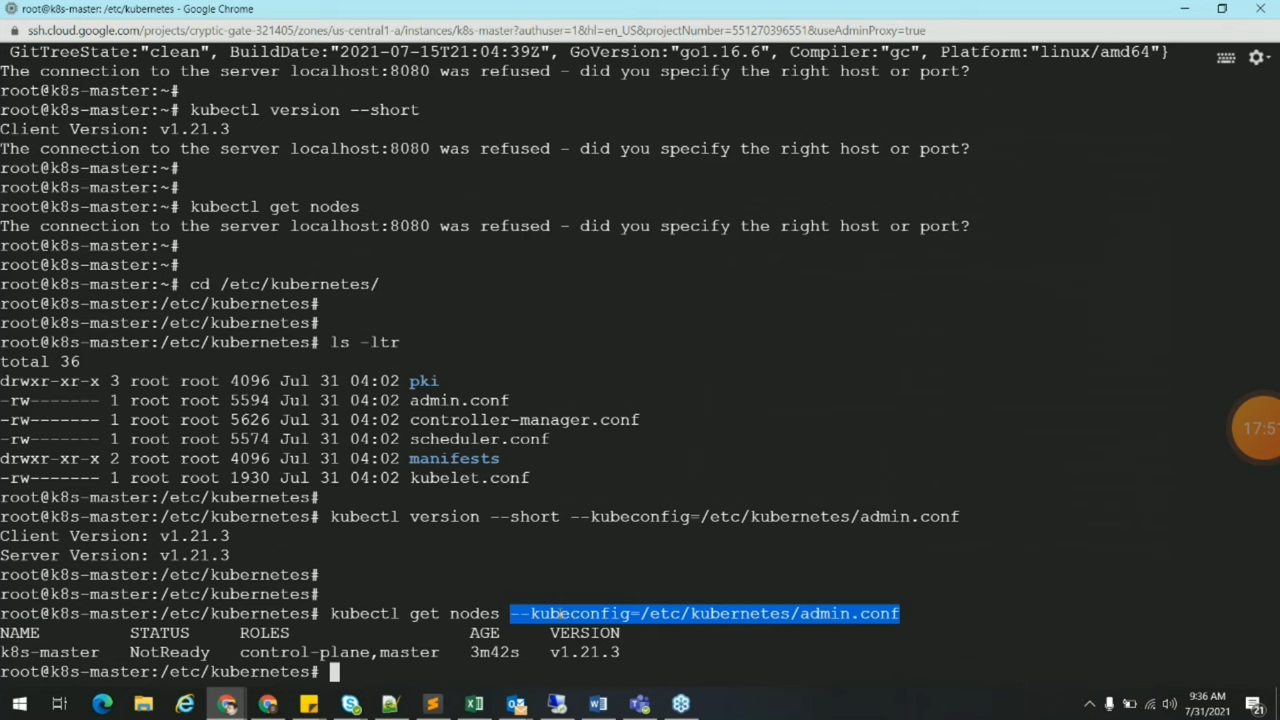 root@k8s-master: /etc/kubernetes - Google Chrome
ssh.cloud.google.com/projects/cryptic-gate-321405/zones/us-central1-a/instances/k8s-master?authuser=1&hl=en_US&projectNumber=551270396551&useAdminProxy=true
GitTreeState:"clean", BuildDate:"2021-07-15T21:04:39Z", GoVersion:"go1.16.6", Compiler:"gc", Platform:"linux/amd64"}
The connection to the server localhost:8080 was refused - did you specify the right host or port?
root@k8s-master:~#
root@k8s-master:~# kubectl version --short
Client Version: v1.21.3
The connection to the server localhost:8080 was refused - did you specify the right host or port?
root@k8s-master:~#
root@k8s-master:~#
root@k8s-master:~# kubectl get nodes
The connection to the server localhost:8080 was refused - did you specify the right host or port?
root@k8s-master:~#
root@k8s-master:~#
root@k8s-master:~# cd /etc/kubernetes/
root@k8s-master:/etc/kubernetes#
root@k8s-master:/etc/kubernetes#
root@k8s-master:/etc/kubernetes# ls -ltr
total 36
drwxr-xr-x 3 root root 4096 Jul 31 04:02 pki
-rw------- 1 root root 5594 Jul 31 04:02 admin.conf
-rw------- 1 root root 5626 Jul 31 04:02 controller-manager.conf
-rw------- 1 root root 5574 Jul 31 04:02 scheduler.conf
drwxr-xr-x 2 root root 4096 Jul 31 04:02 manifests
-rw------- 1 root root 1930 Jul 31 04:02 kubelet.conf
root@k8s-master:/etc/kubernetes#
root@k8s-master:/etc/kubernetes# kubectl version --short --kubeconfig=/etc/kubernetes/admin.conf
Client Version: v1.21.3
Server Version: v1.21.3
root@k8s-master:/etc/kubernetes#
root@k8s-master:/etc/kubernetes#
root@k8s-master:/etc/kubernetes# kubectl get nodes --kubeconfig=/etc/kubernetes/admin.conf
NAME STATUS ROLES AGE VERSION
k8s-master NotReady control-plane,master 3m42s v1.21.3
root@k8s-master:/etc/kubernetes#
17:51
9:36 AM
7/31/2021
21